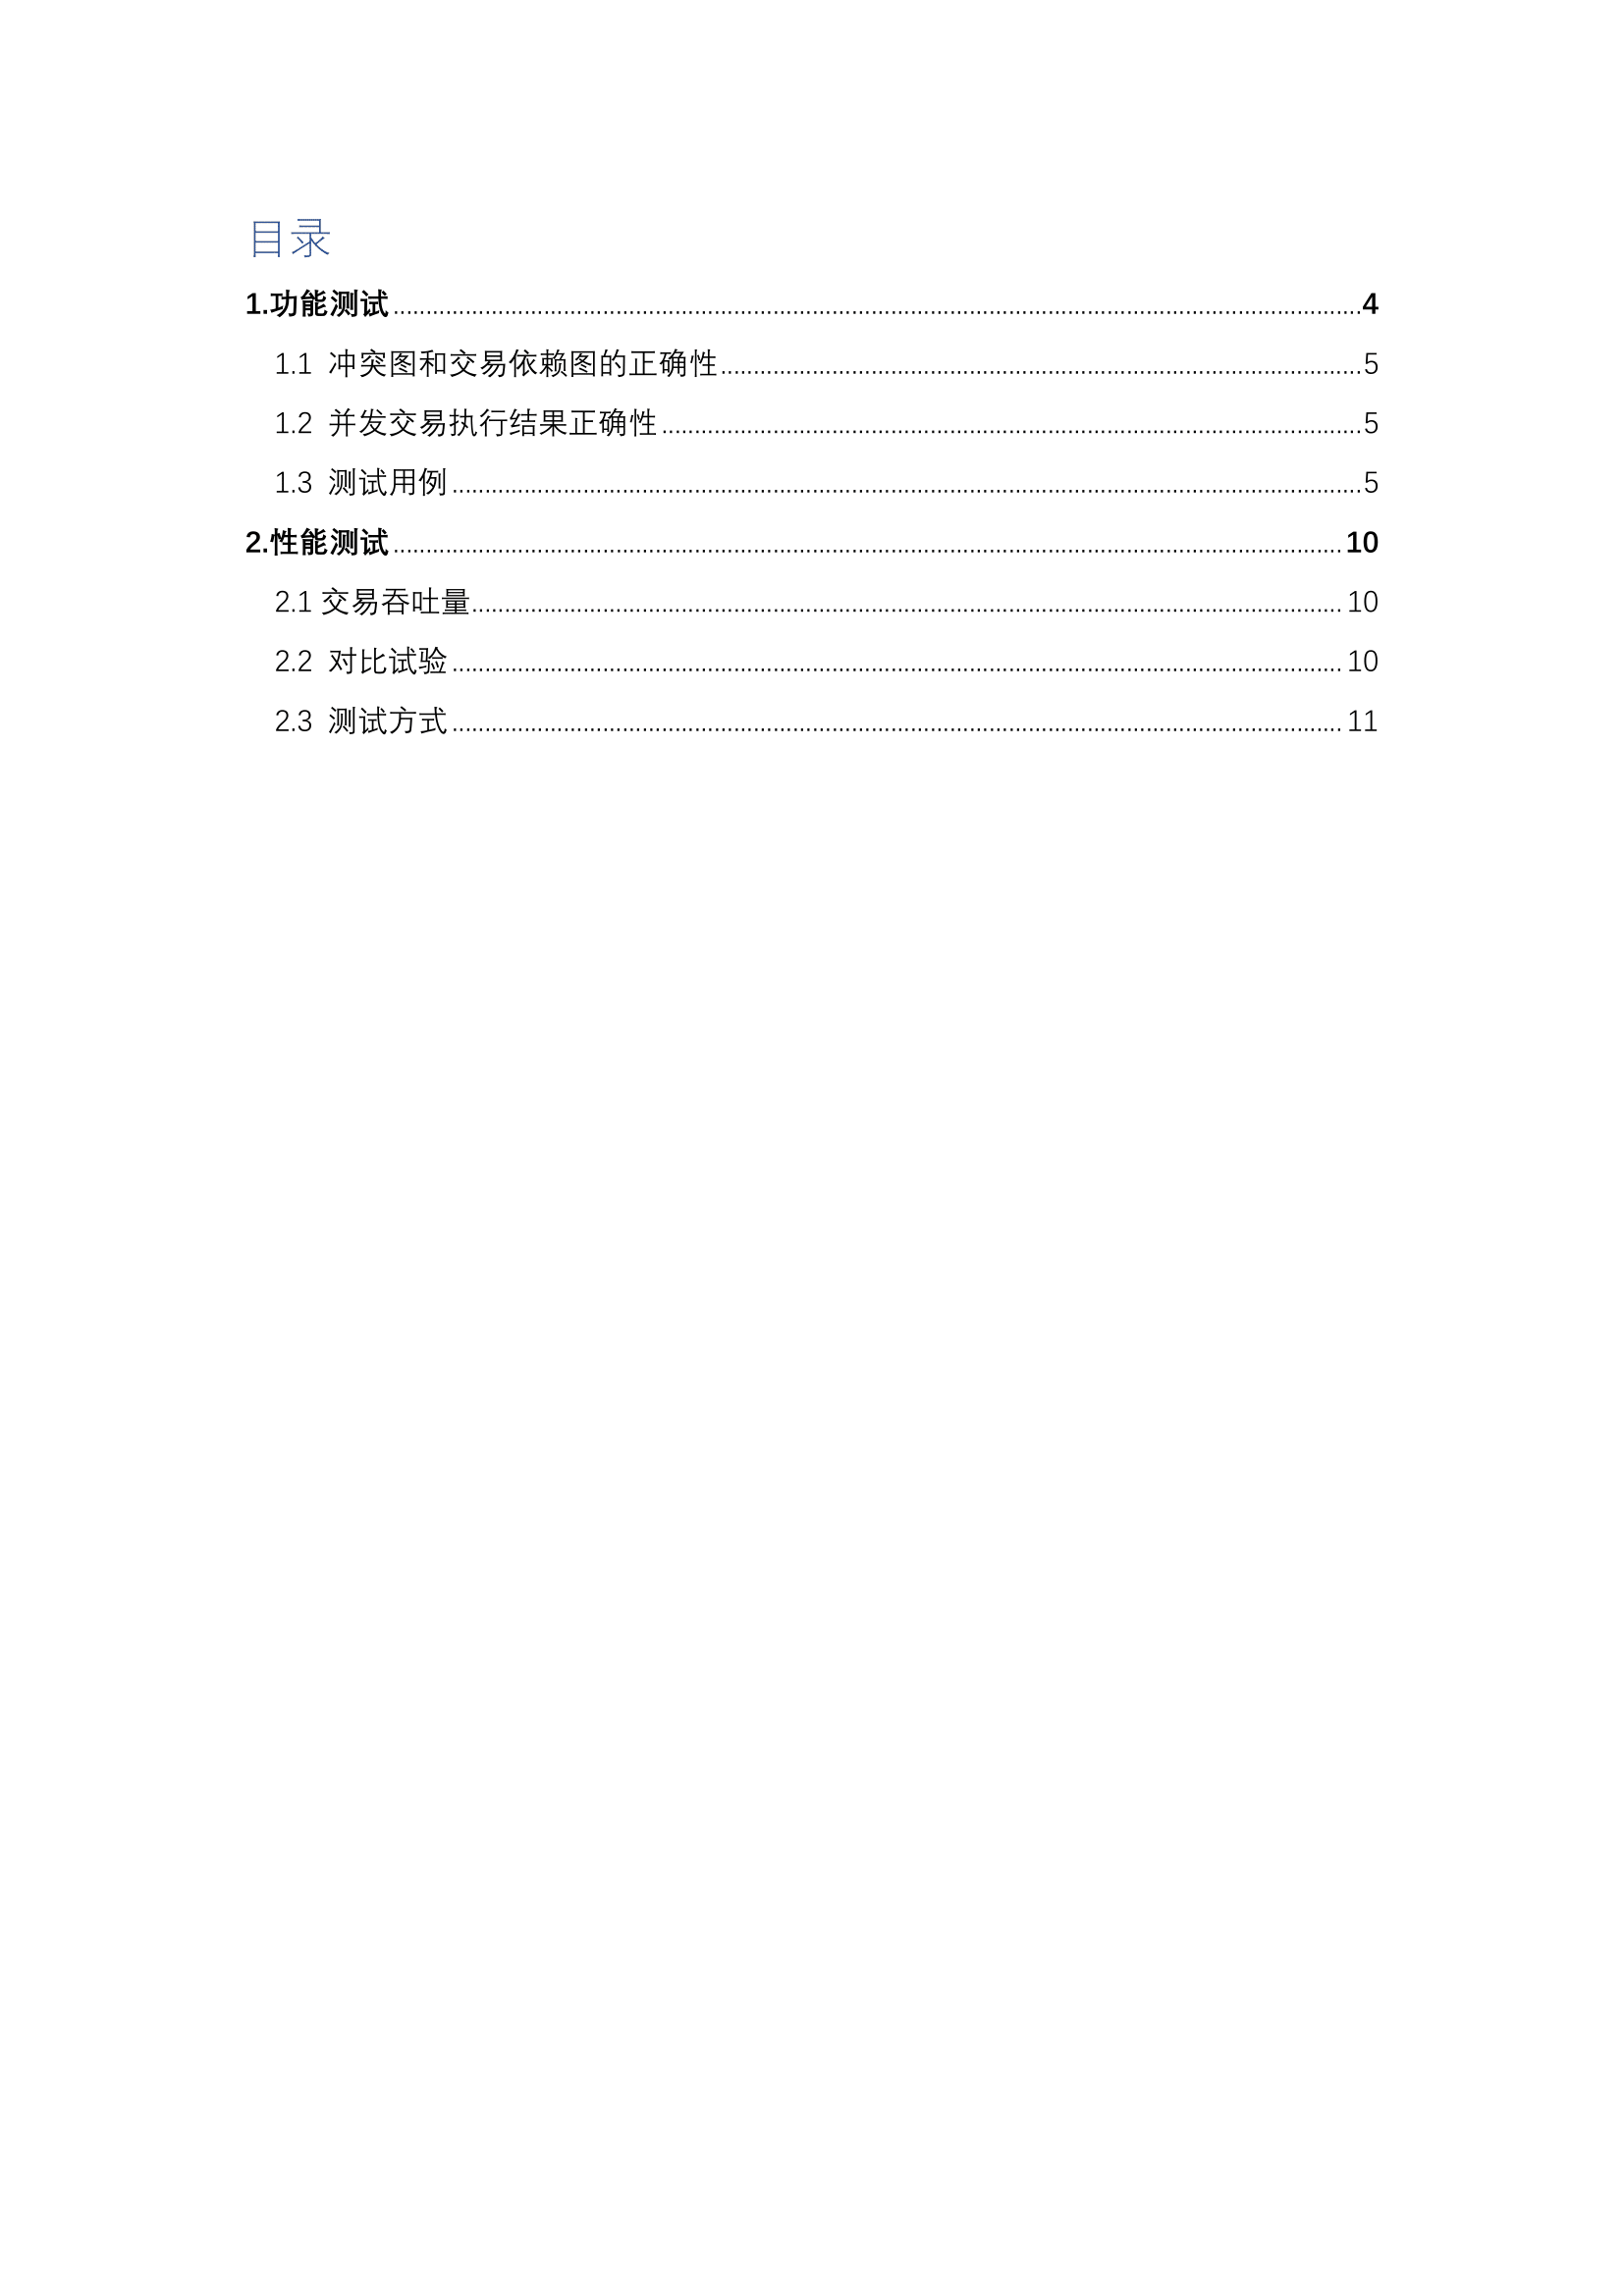 目录
1.功能测试........................................4
1.1 冲突图和交易依赖图的正确性........................................5
1.2 并发交易执行结果正确性........................................5
1.3 测试用例........................................5
2.性能测试........................................10
2.1 交易吞吐量........................................10
2.2 对比试验........................................10
2.3 测试方式........................................11